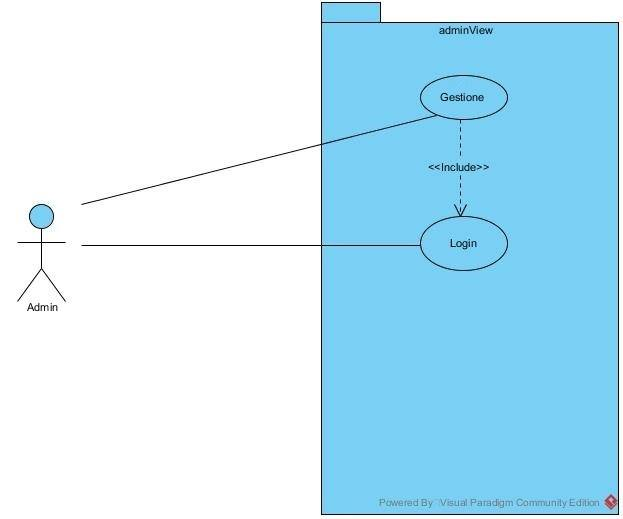 adminView
Gestione
<<Include>>
Login
Admin
Powered By Visual Paradigm Community Edition